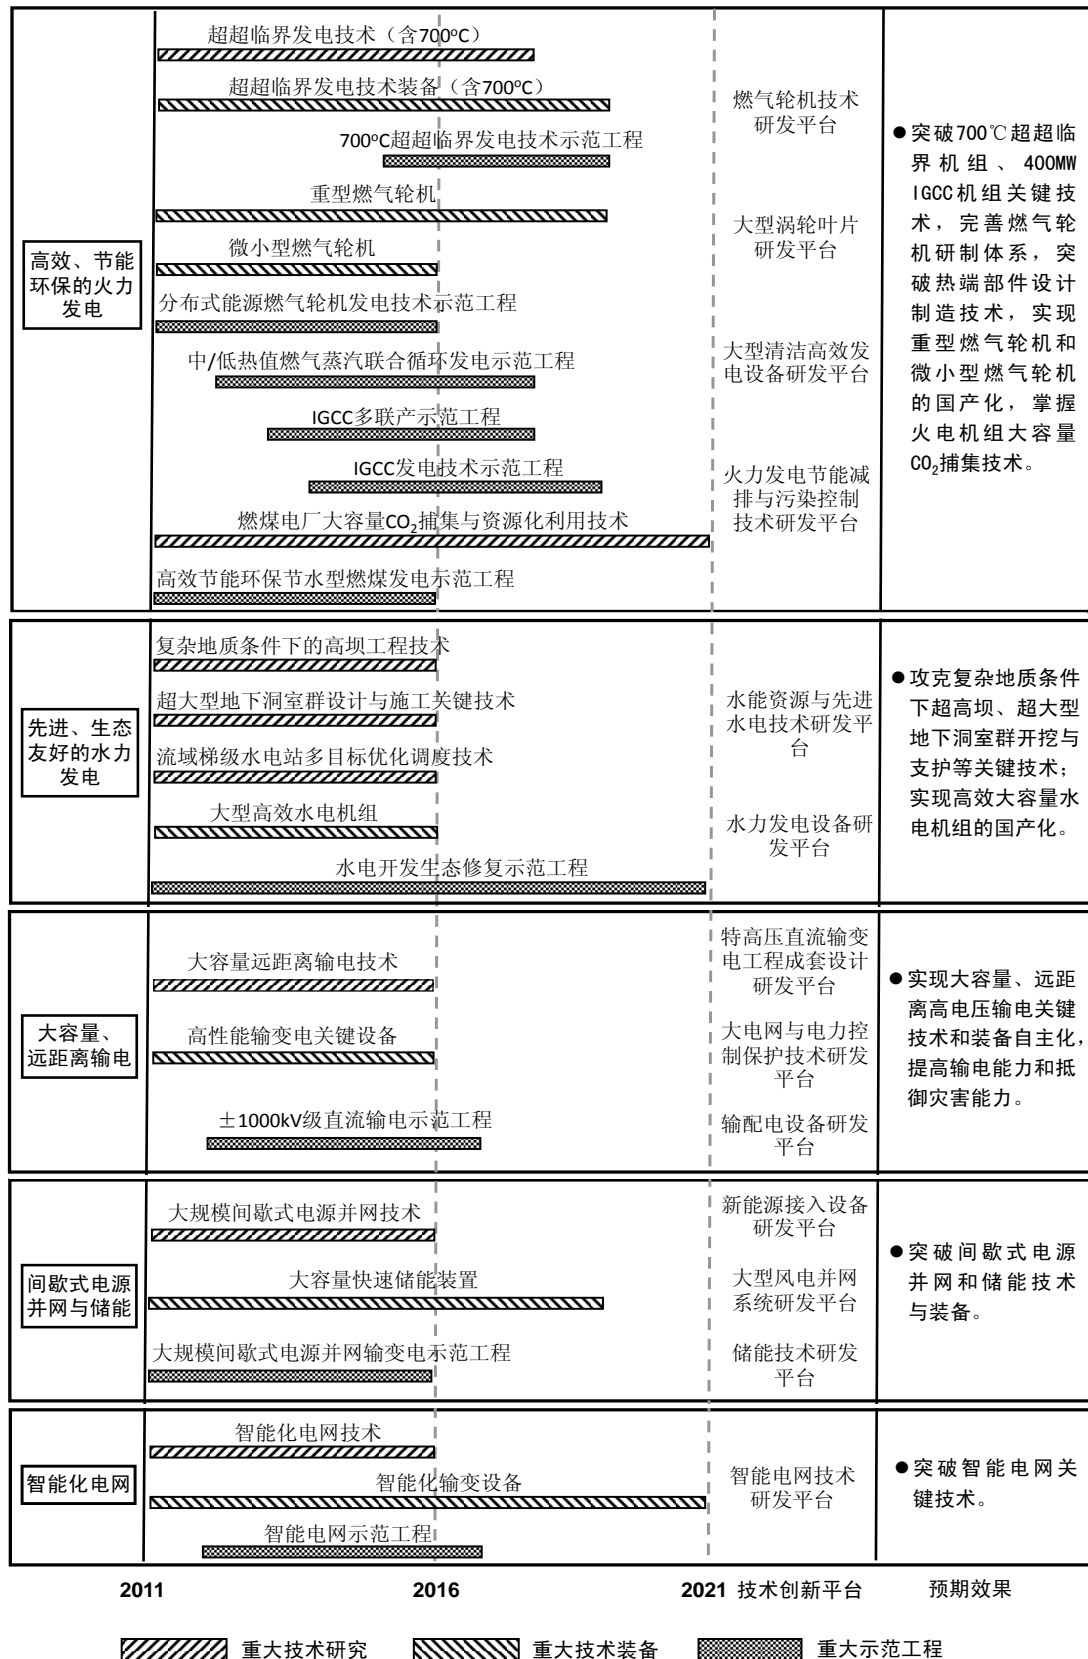 高效、节能
环保的火力
发电
超超临界发电技术（含700℃）
超超临界发电技术装备（含700℃）
700℃超超临界发电技术示范工程
重型燃气轮机
微小型燃气轮机
分布式能源燃气轮机发电技术示范工程
中/低热值燃气蒸汽联合循环发电示范工程
IGCC多联产示范工程
IGCC发电技术示范工程
燃煤电厂大容量CO₂捕集与资源化利用技术
高效节能环保节水型燃煤发电示范工程
燃气轮机技术
研发平台
大型涡轮叶片
研发平台
大型清洁高效发
电设备研发平台
火力发电节能减
排与污染控制
技术研发平台
●突破700℃超超临
界机组、400MW
IGCC机组关键技
术，完善燃气轮
机研制体系，突
破热端部件设计
制造技术，实现
重型燃气轮机和
微小型燃气轮机
的国产化，掌握
火电机组大容量
CO₂捕集技术。
先进、生态
友好的水力
发电
复杂地质条件下的高坝工程技术
超大型地下洞室群设计与施工关键技术
流域梯级水电站多目标优化调度技术
大型高效水电机组
水电开发生态修复示范工程
水能资源与先进
水电技术研发平
台
水力发电设备研
发平台
●攻克复杂地质条件
下超高坝、超大型
地下洞室群开挖与
支护等关键技术；
实现高效大容量水
电机组的国产化。
大容量、
远距离输电
大容量远距离输电技术
高性能输变电关键设备
±1000kV级直流输电示范工程
特高压直流输变
电工程成套设计
研发平台
大电网与电力控
制保护技术研发
平台
输配电设备研发
平台
●实现大容量、远距
离高电压输电关键
技术和装备自主化，
提高输电能力和抵
御灾害能力。
间歇式电源
并网与储能
大规模间歇式电源并网技术
大容量快速储能装置
大规模间歇式电源并网输变电示范工程
新能源接入设备
研发平台
大型风电并网
系统研发平台
储能技术研发
平台
●突破间歇式电源
并网和储能技术
与装备。
智能化电网
智能化电网技术
智能化输变设备
智能电网示范工程
智能电网技术
研发平台
●突破智能电网关
键技术。
2011 2016 2021 技术创新平台 预期效果
重大技术研究 重大技术装备 重大示范工程